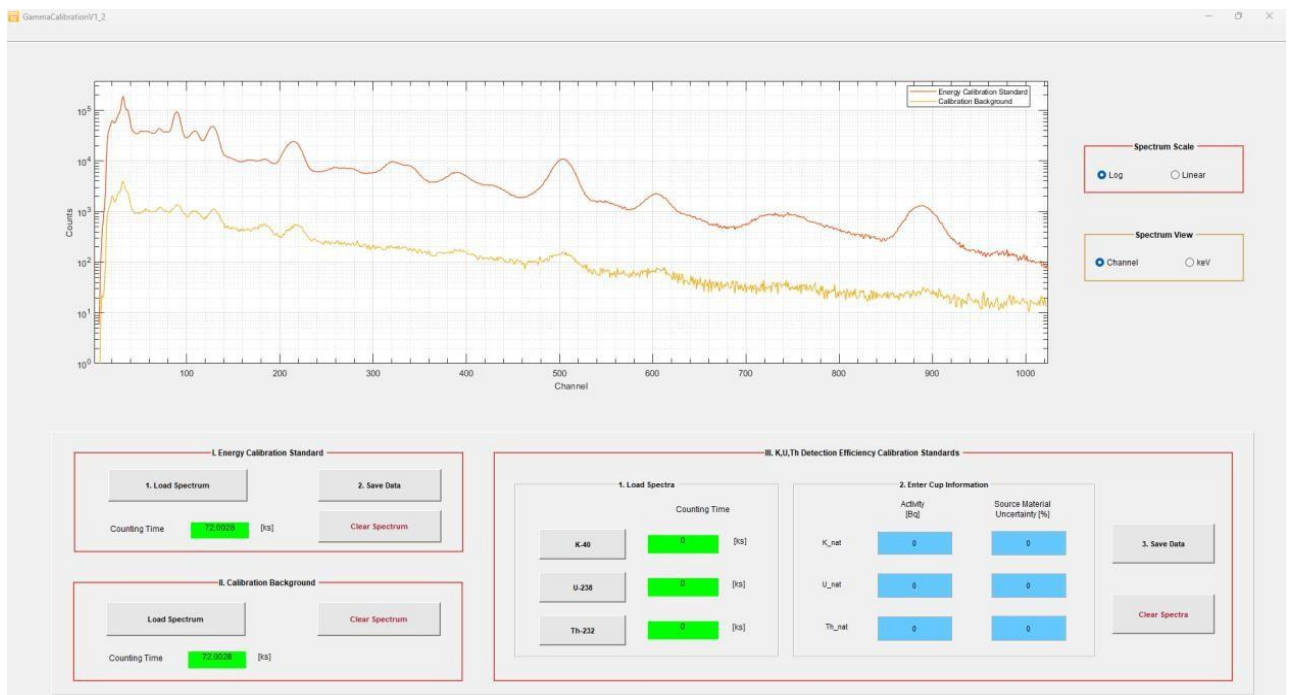 GammaCalibrationV1_2
Energy Calibration Standard
Calibration Background
10^5
10^4
10^3
10^2
10^1
10^0
Counts
100 200 300 400 500 600 700 800 900 1000
Channel
Spectrum Scale
Log Linear
Spectrum View
Channel keV
I. Energy Calibration Standard
1. Load Spectrum 2. Save Data
Counting Time 72.0028 [ks] Clear Spectrum
II. Calibration Background
Load Spectrum Clear Spectrum
Counting Time 72.9028 [ks]
III. K,U,Th Detection Efficiency Calibration Standards
1. Load Spectra
Counting Time
K-40 0 [ks]
U-238 0 [ks]
Th-232 0 [ks]
2. Enter Cup Information
Activity [Bq]
Source Material Uncertainty [%]
K_nat 0 0
U_nat 0 0
Th_nat 0 0
3. Save Data
Clear Spectra